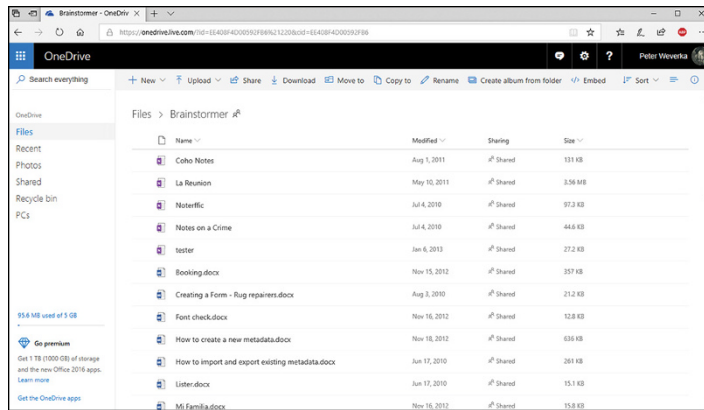 Brainstormer - OneDriv
https://onedrive.live.com/?id=EE40BF4D00592FB6%21220&cid=EE40BF4D00592FB6
OneDrive
? Peter Weverka
Search everything
New Upload Share Download Move to Copy to Rename Create album from folder Embed Sort
OneDrive
Files
Recent
Photos
Shared
Recycle bin
PCs
95.6 MB used of 5 GB
Go premium
Get 1 TB (1000 GB) of storage
and the new Office 2016 apps.
Learn more
Get the OneDrive apps
Files > Brainstormer
Name Modified Sharing Size
Coho Notes Aug 1, 2011 Shared 131 KB
La Reunion May 10, 2011 Shared 3.56 MB
Noterffic Jul 4, 2010 Shared 97.3 KB
Notes on a Crime Jul 4, 2010 Shared 44.6 KB
tester Jan 6, 2013 Shared 27.2 KB
Booking.docx Nov 15, 2012 Shared 357 KB
Creating a Form - Rug repairers.docx Aug 3, 2010 Shared 21.2 KB
Font check.docx Nov 16, 2012 Shared 12.8 KB
How to create a new metadata.docx Nov 18, 2012 Shared 636 KB
How to import and export existing metadata.docx Jun 17, 2010 Shared 261 KB
Lister.docx Jun 17, 2010 Shared 15.1 KB
Mi Familia.docx Nov 16, 2012 Shared 15.8 KB